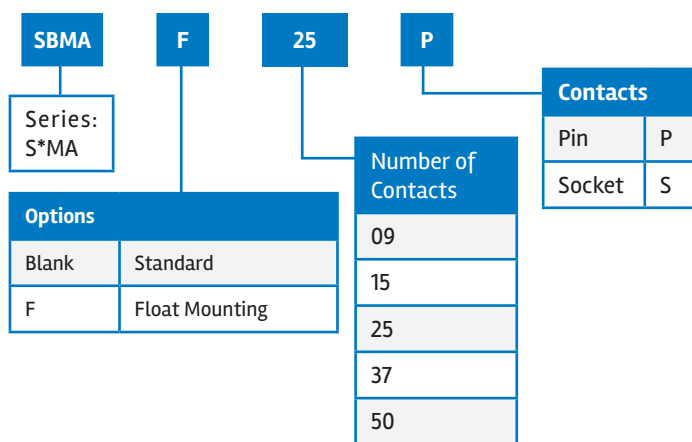 SBMA F 25 P
Series:
S*MA
Contacts
Pin P
Socket S
Number of
Contacts
09
15
25
37
50
Options
Blank Standard
F Float Mounting